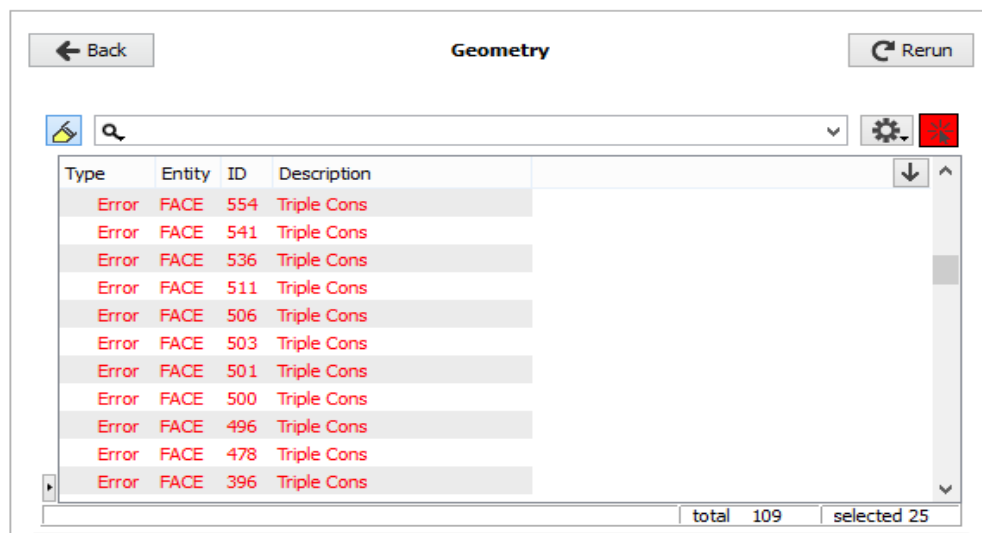 Back Geometry Rerun
Type Entity ID Description
Error FACE 554 Triple Cons
Error FACE 541 Triple Cons
Error FACE 536 Triple Cons
Error FACE 511 Triple Cons
Error FACE 506 Triple Cons
Error FACE 503 Triple Cons
Error FACE 501 Triple Cons
Error FACE 500 Triple Cons
Error FACE 496 Triple Cons
Error FACE 478 Triple Cons
Error FACE 396 Triple Cons
total 109 selected 25